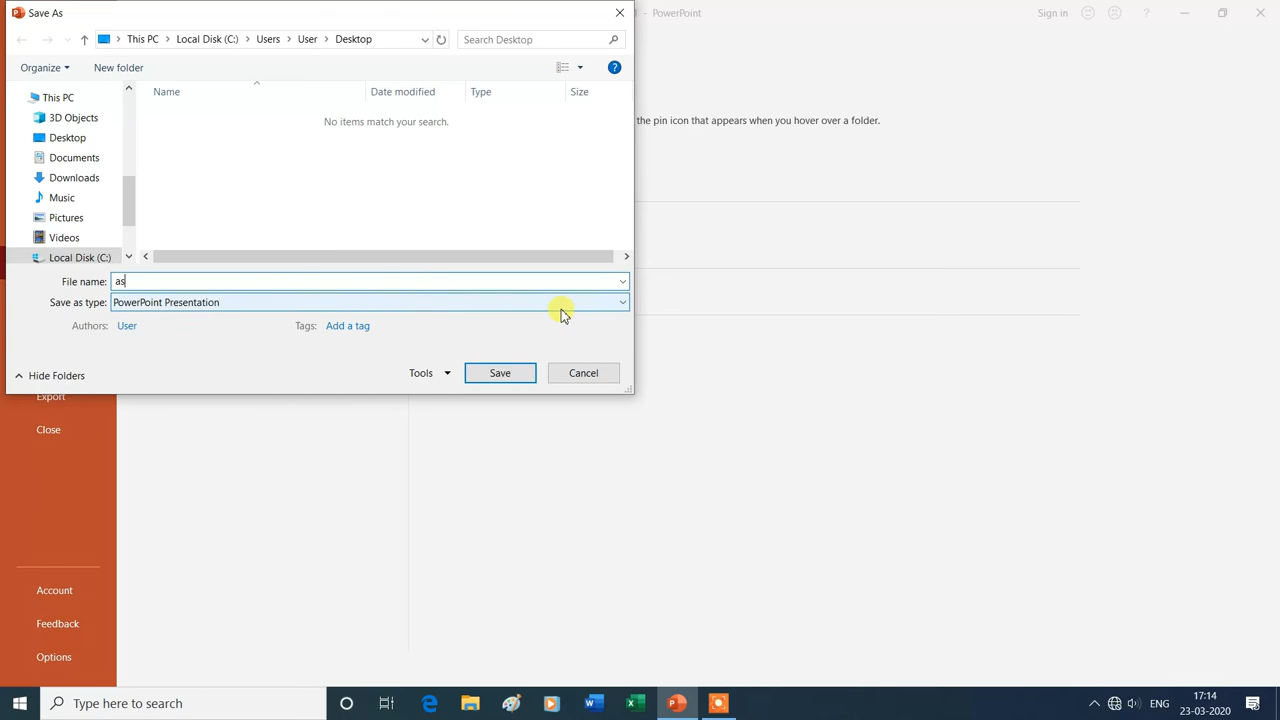 Save As
- PowerPoint
Sign in
This PC > Local Disk (C:) > Users > User > Desktop
Search Desktop
Organize
New folder
Name
Date modified
Type
Size
No items match your search.
This PC
3D Objects
Desktop
Documents
Downloads
Music
Pictures
Videos
Local Disk (C:)
the pin icon that appears when you hover over a folder.
File name: as
Save as type: PowerPoint Presentation
Authors: User
Tags: Add a tag
Hide Folders
Tools
Save
Cancel
Export
Close
Account
Feedback
Options
Type here to search
ENG
17:14
23-03-2020